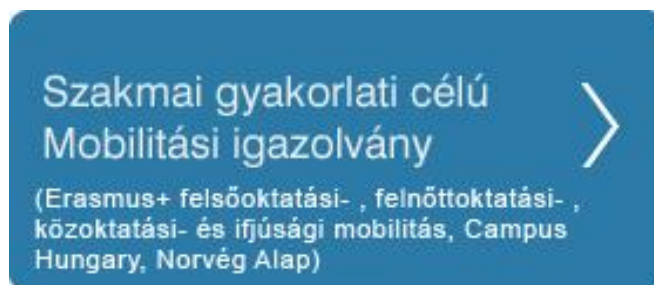 Szakmai gyakorlati célú
Mobilitási igazolvány
(Erasmus+ felsőoktatási- , felnőttoktatási- ,
közoktatási- és ifjúsági mobilitás, Campus
Hungary, Norvég Alap)